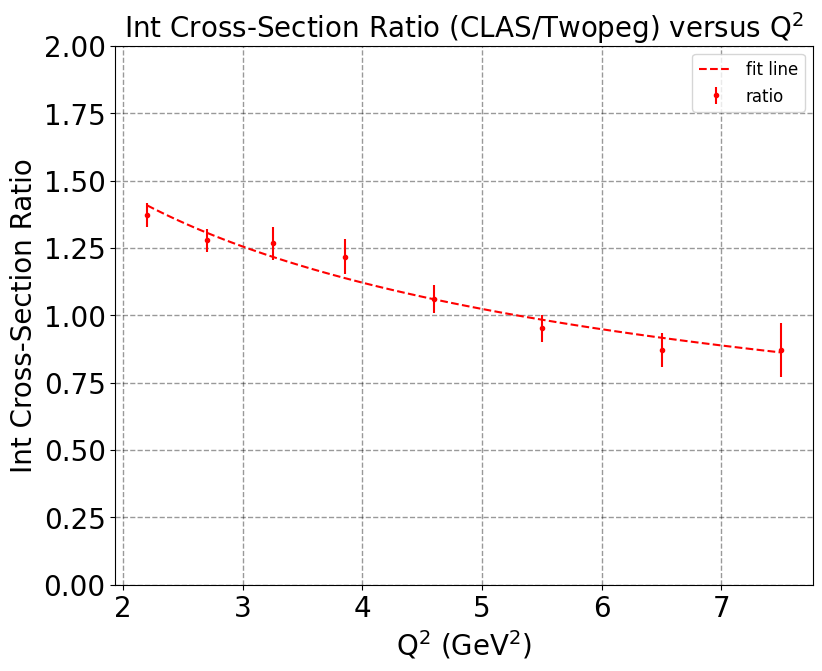 Int Cross-Section Ratio (CLAS/Twopeg) versus Q²
2.00
1.75
1.50
1.25
1.00
0.75
0.50
0.25
0.00
Int Cross-Section Ratio
fit line
ratio
2 3 4 5 6 7
Q² (GeV²)